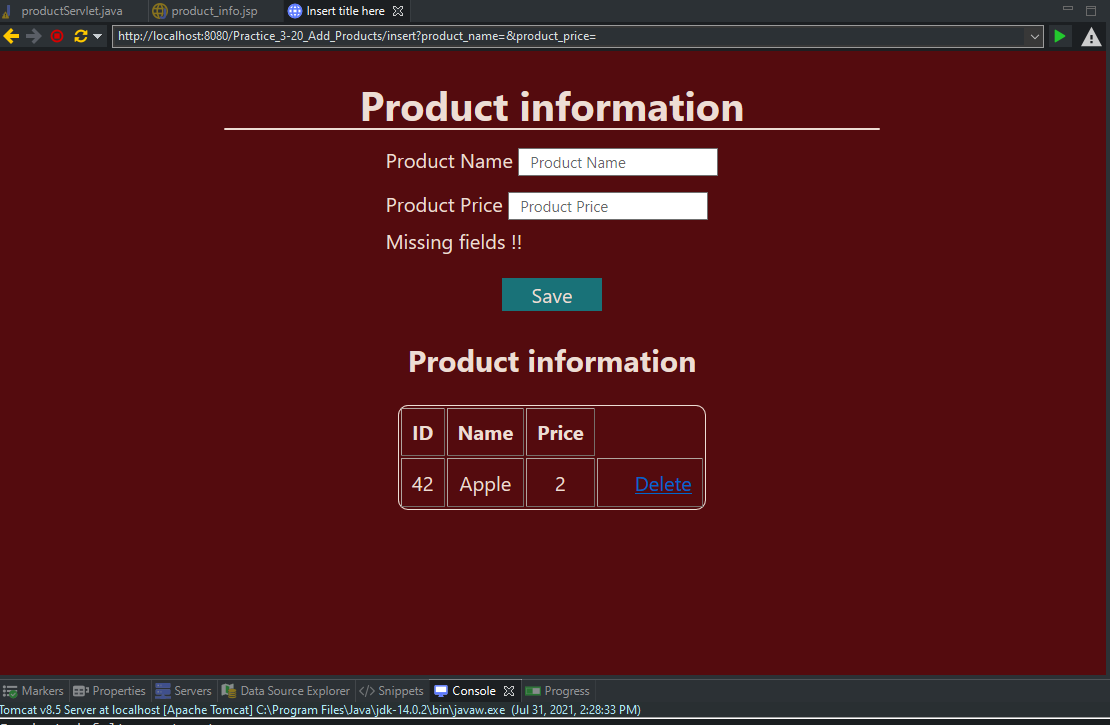 productServlet.java product_info.jsp Insert title here
http://localhost:8080/Practice_3-20_Add_Products/insert?product_name=&product_price=
Product information
Product Name Product Name
Product Price Product Price
Missing fields !!
Save
Product information
ID Name Price
42 Apple 2 Delete
Markers Properties Servers Data Source Explorer </> Snippets Console Progress
Tomcat v8.5 Server at localhost [Apache Tomcat] C:\Program Files\Java\jdk-14.0.2\bin\javaw.exe (Jul 31, 2021, 2:28:33 PM)